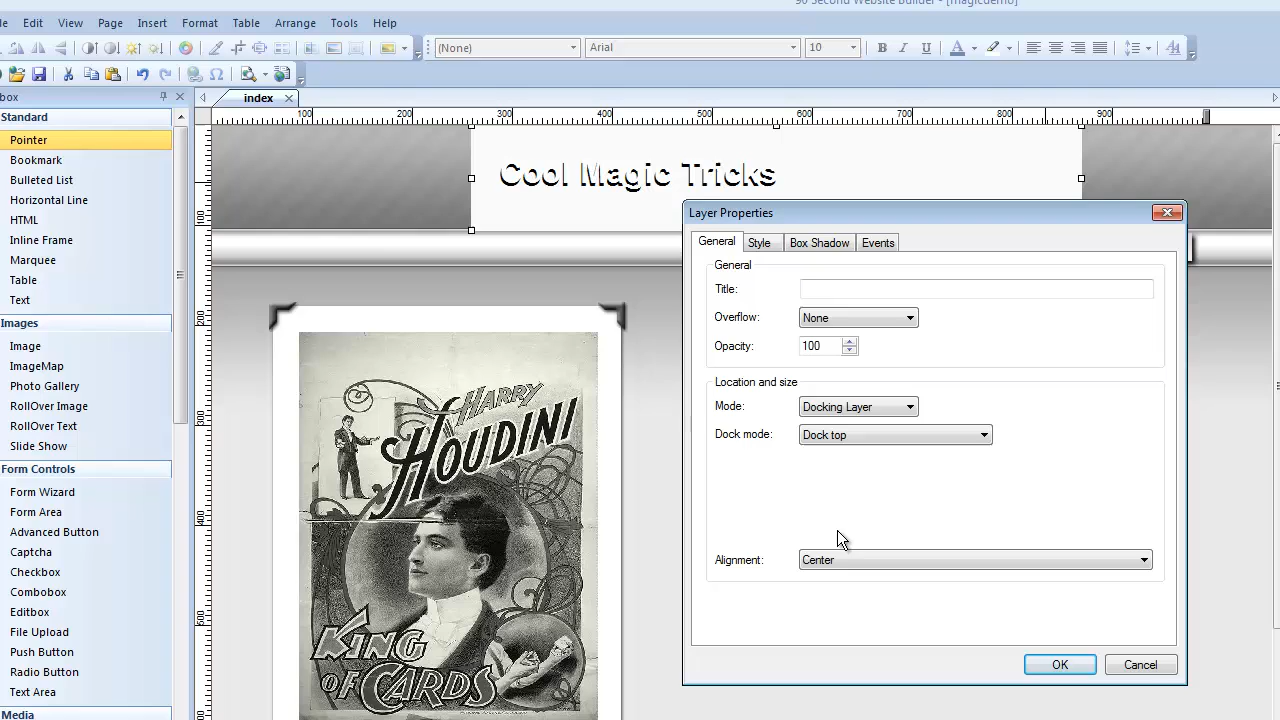 90 Second Website Builder - [magicdemo]
Edit View Page Insert Format Table Arrange Tools Help
(None) Arial 10 B I U A
index
100 200 300 400 500 600 700 800 900
Standard
Pointer
Bookmark
Bulleted List
Horizontal Line
HTML
Inline Frame
Marquee
Table
Text
Images
Image
ImageMap
Photo Gallery
RollOver Image
RollOver Text
Slide Show
Form Controls
Form Wizard
Form Area
Advanced Button
Captcha
Checkbox
Combobox
Editbox
File Upload
Push Button
Radio Button
Text Area
Media
100
200
300
400
500
Cool Magic Tricks
HARRY
HOUDINI
KING
OF CARDS
Layer Properties
General Style Box Shadow Events
General
Title:
Overflow: None
Opacity: 100
Location and size
Mode: Docking Layer
Dock mode: Dock top
Alignment: Center
OK Cancel